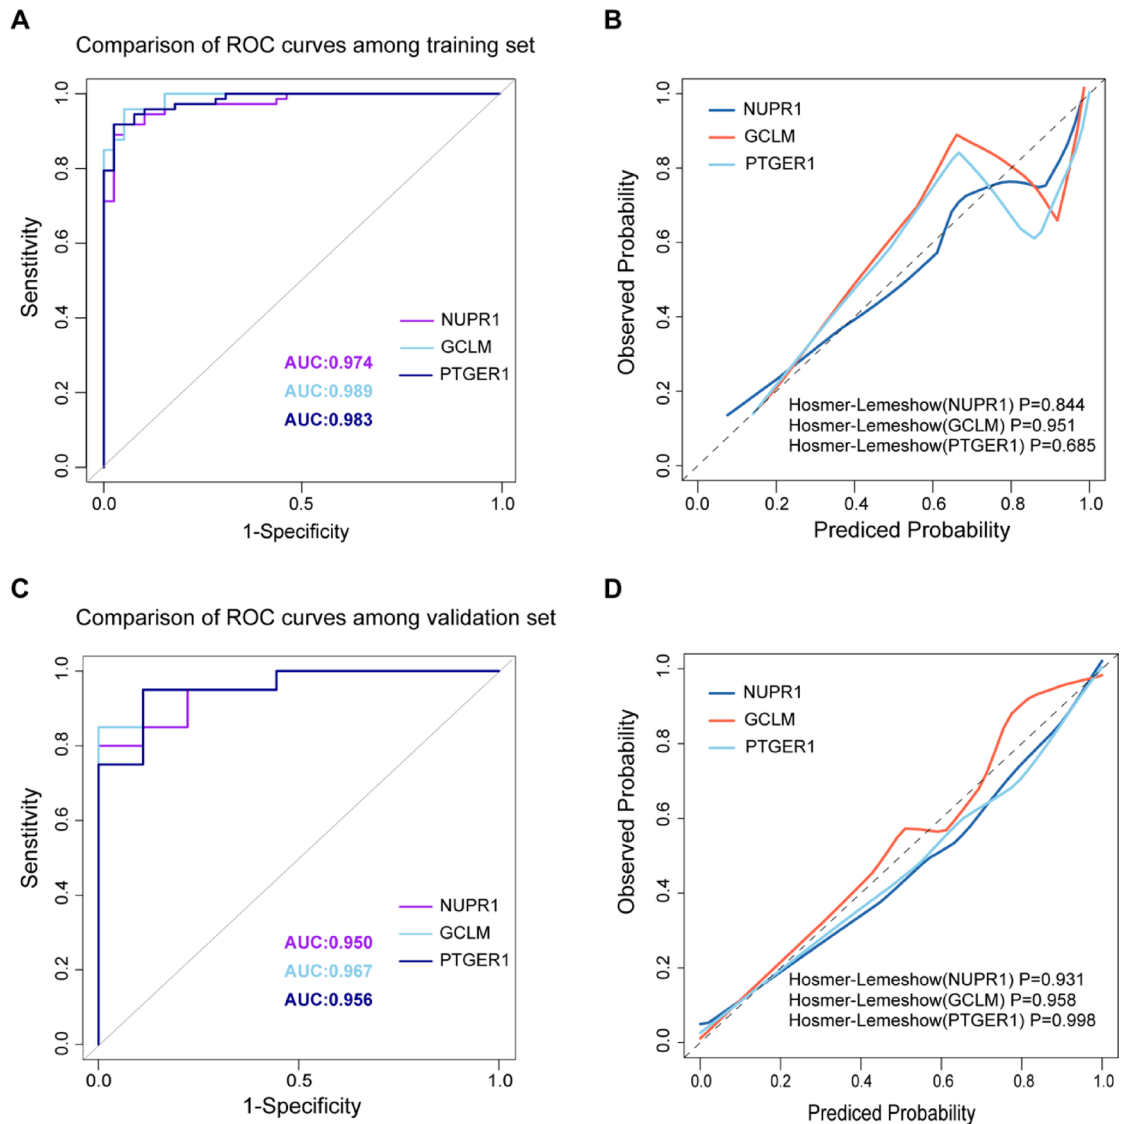 A
Comparison of ROC curves among training set
Senstitvity
1.0
0.8
0.6
0.4
0.2
0.0
NUPR1
GCLM
PTGER1
AUC:0.974
AUC:0.989
AUC:0.983
0.0 0.5 1.0
1-Specificity
B
Observed Probability
1.0
0.8
0.6
0.4
0.2
0.0
NUPR1
GCLM
PTGER1
Hosmer-Lemeshow(NUPR1) P=0.844
Hosmer-Lemeshow(GCLM) P=0.951
Hosmer-Lemeshow(PTGER1) P=0.685
0.0 0.2 0.4 0.6 0.8 1.0
Prediced Probability
C
Comparison of ROC curves among validation set
Senstitvity
1.0
0.8
0.6
0.4
0.2
0.0
NUPR1
GCLM
PTGER1
AUC:0.950
AUC:0.967
AUC:0.956
0.0 0.5 1.0
1-Specificity
D
Observed Probability
1.0
0.8
0.6
0.4
0.2
0.0
NUPR1
GCLM
PTGER1
Hosmer-Lemeshow(NUPR1) P=0.931
Hosmer-Lemeshow(GCLM) P=0.958
Hosmer-Lemeshow(PTGER1) P=0.998
0.0 0.2 0.4 0.6 0.8 1.0
Prediced Probability